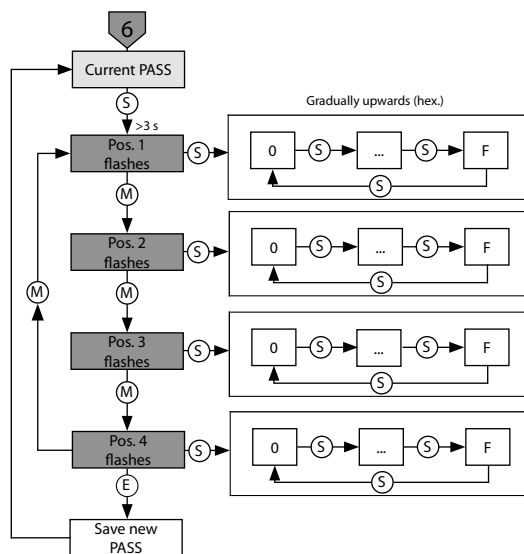 6
Current PASS
S
>3 s
Gradually upwards (hex.)
Pos. 1
flashes
S
0
S
...
S
F
S
M
Pos. 2
flashes
S
0
S
...
S
F
S
M
M
Pos. 3
flashes
S
0
S
...
S
F
S
M
Pos. 4
flashes
S
0
S
...
S
F
S
E
Save new
PASS